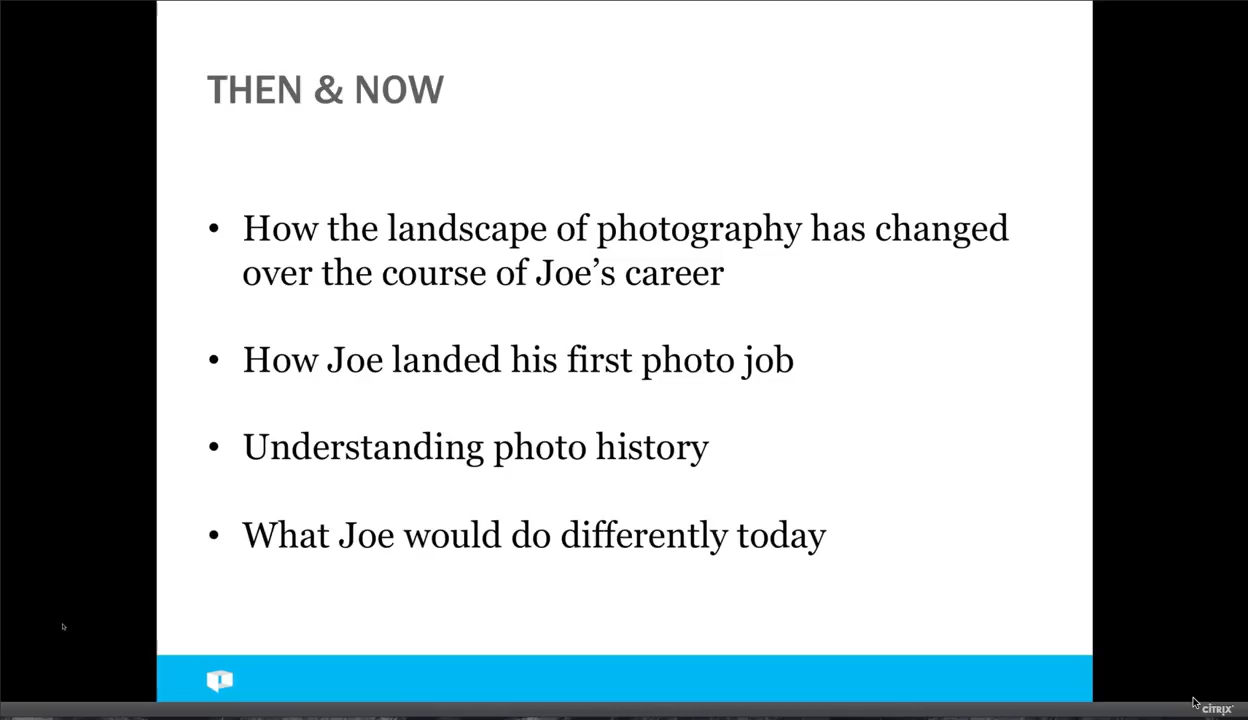 THEN & NOW
• How the landscape of photography has changed
over the course of Joe’s career
• How Joe landed his first photo job
• Understanding photo history
• What Joe would do differently today
CITRIX